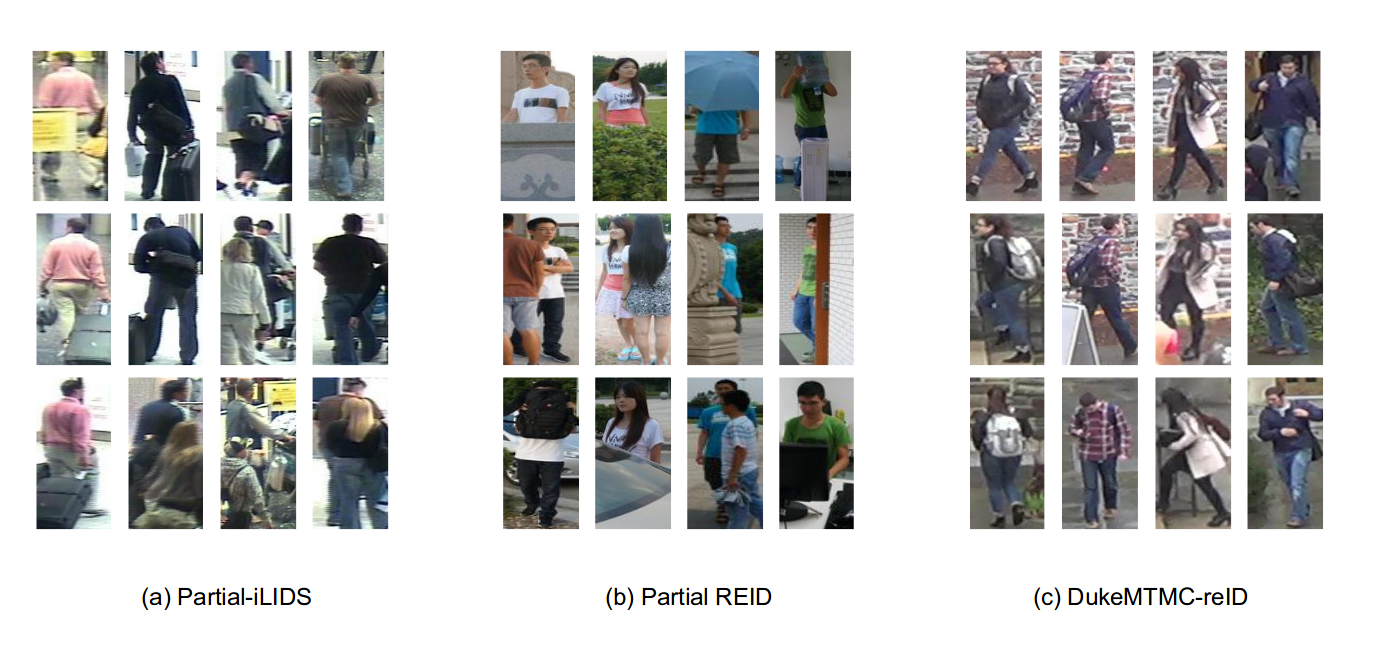 (a) Partial-iLIDS
(b) Partial REID
(c) DukeMTMC-reID